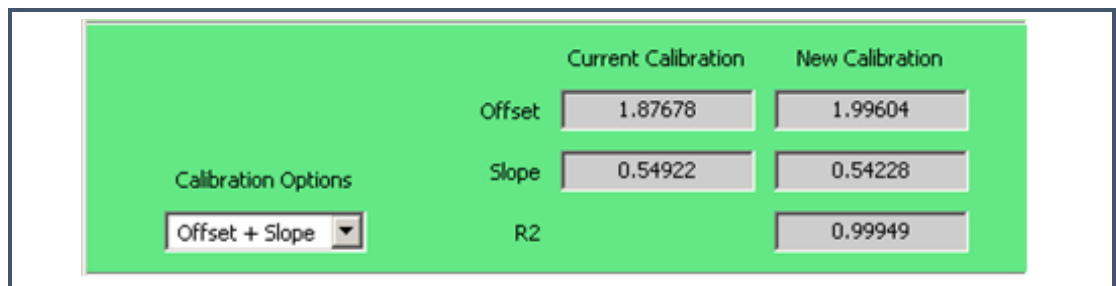 Current Calibration New Calibration
Offset 1.87678 1.99604
Slope 0.54922 0.54228
Calibration Options
Offset + Slope R2 0.99949